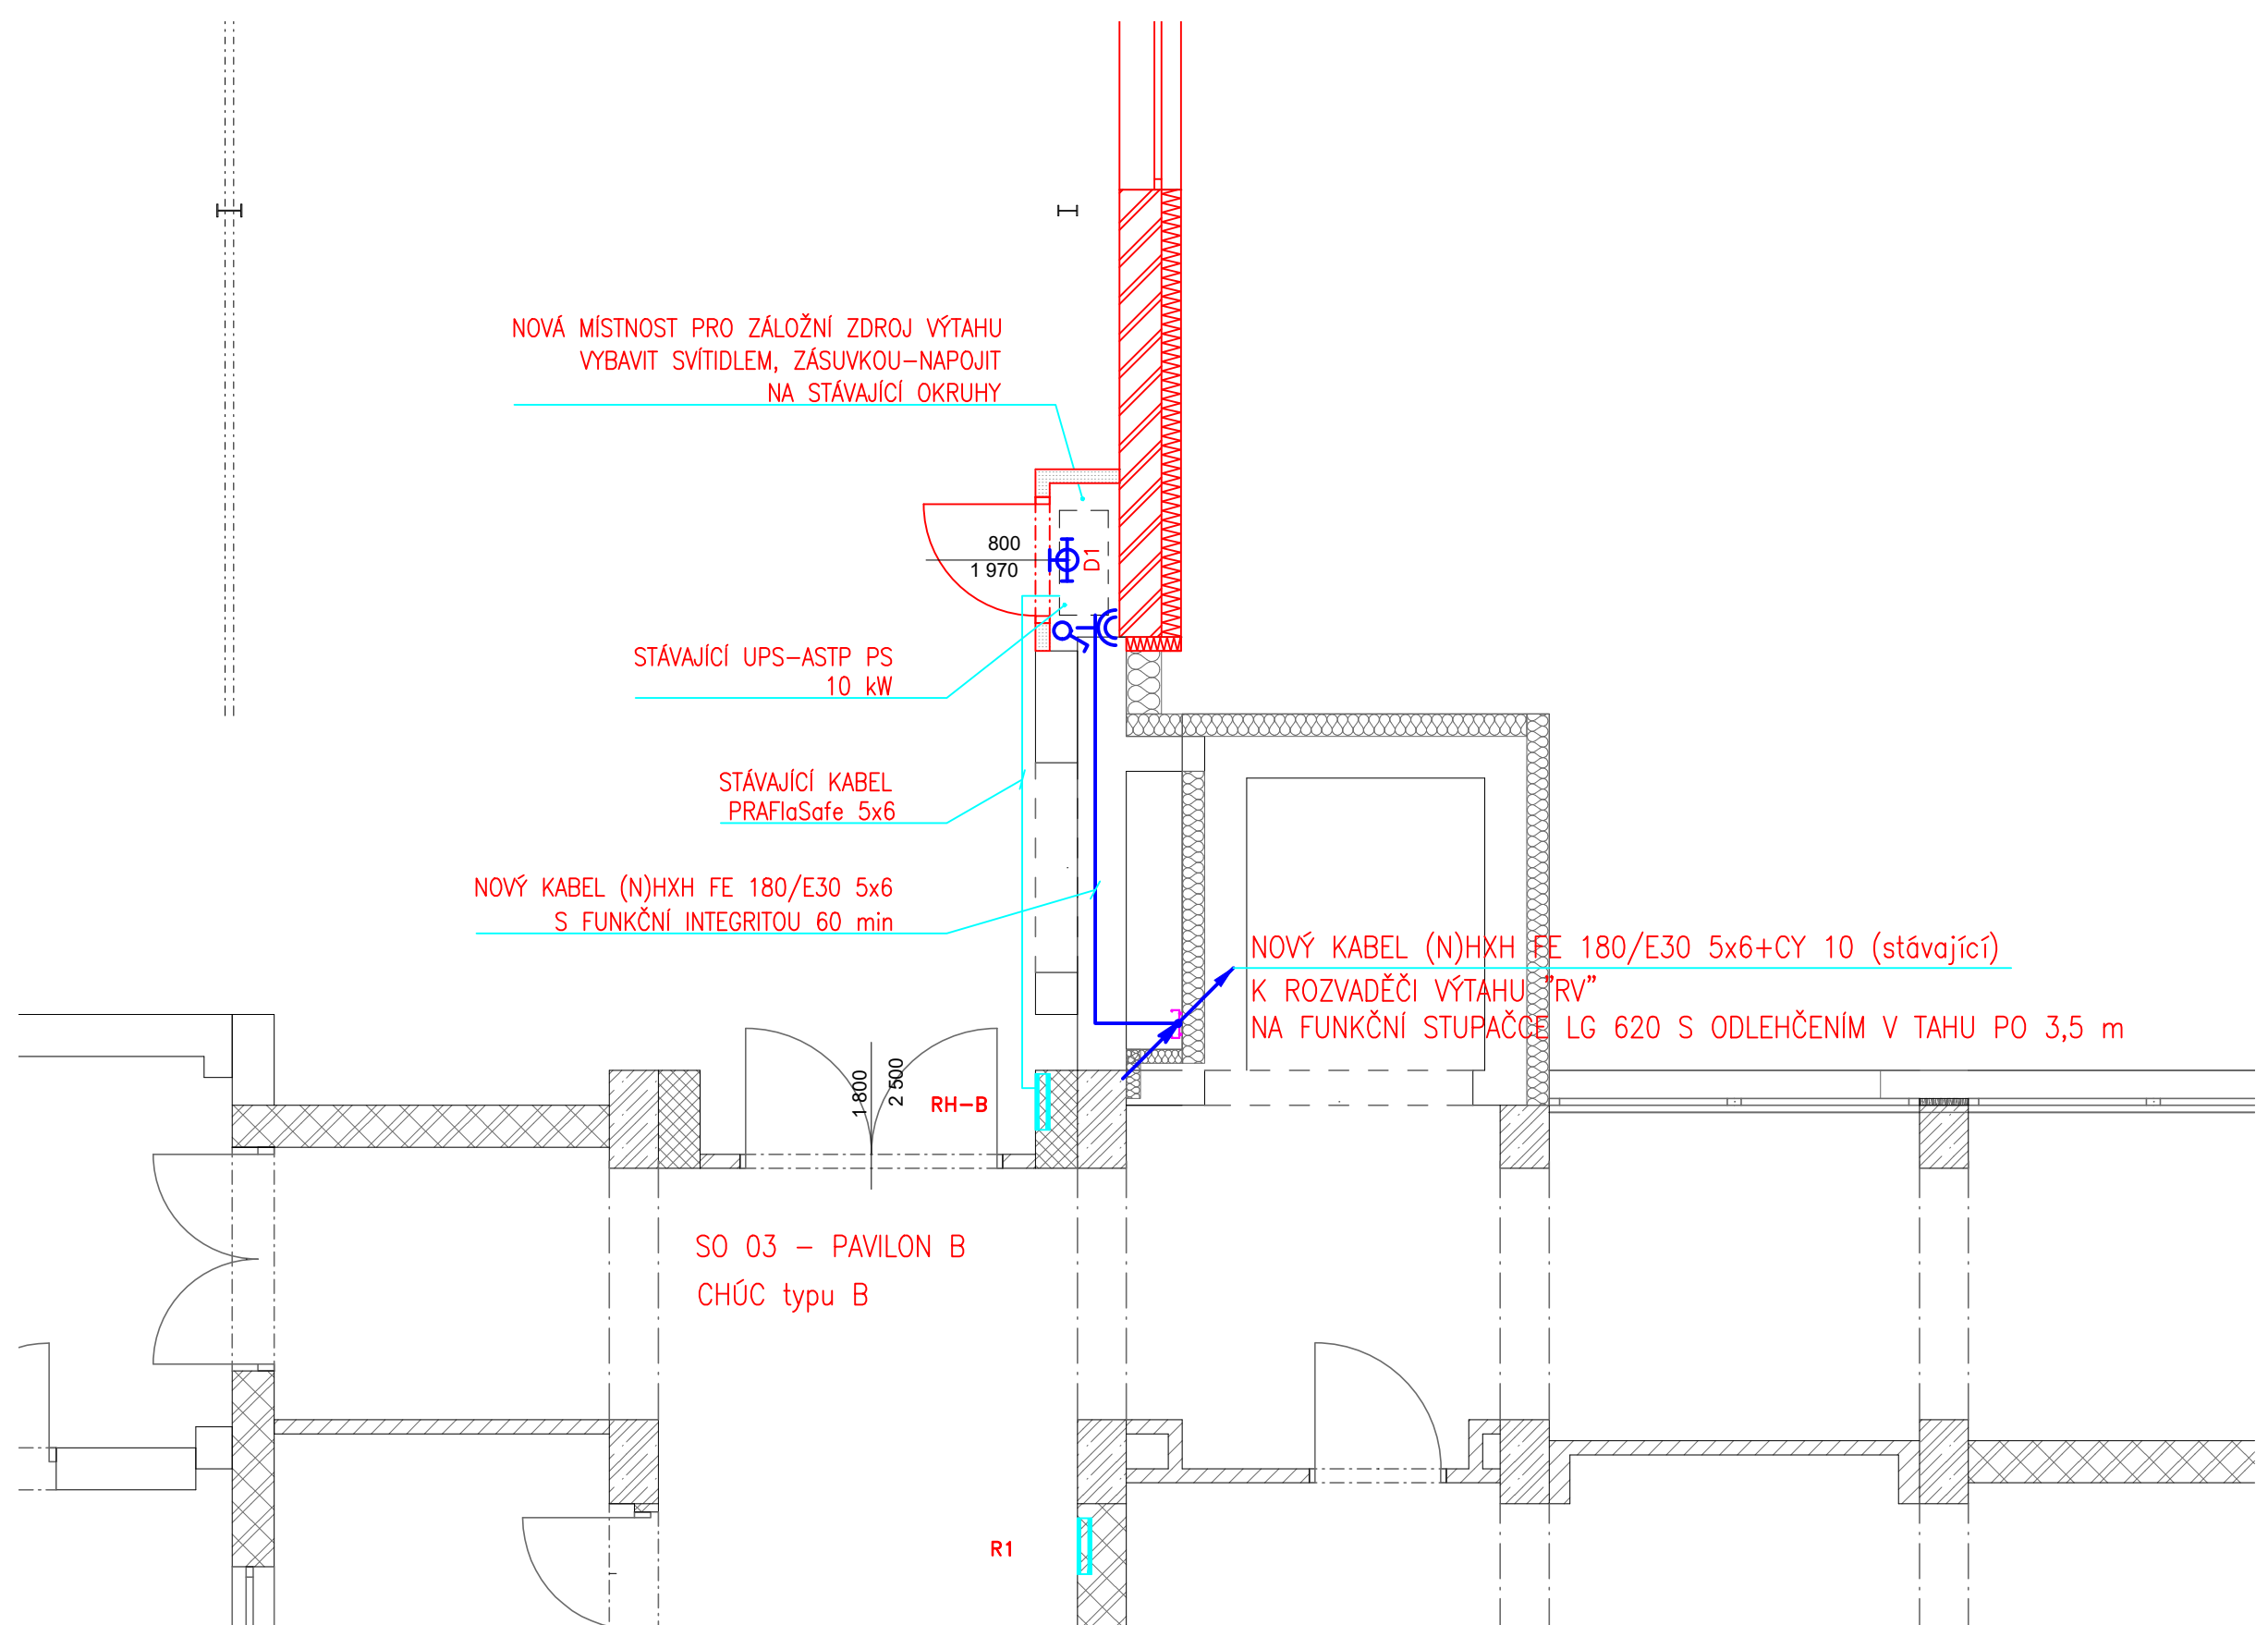 NOVÁ MÍSTNOST PRO ZÁLOŽNÍ ZDROJ VÝTAHU
VYBAVIT SVÍTIDLEM, ZÁSUVKOU-NAPOJIT
NA STÁVAJÍCÍ OKRUHY
800
1 970
D1
STÁVAJÍCÍ UPS-ASTP PS
10 kW
STÁVAJÍCÍ KABEL
PRAFlaSafe 5x6
NOVÝ KABEL (N)HXH FE 180/E30 5x6
S FUNKČNÍ INTEGRITOU 60 min
NOVÝ KABEL (N)HXH FE 180/E30 5x6+CY 10 (stávající)
K ROZVADĚČI VÝTAHU "RV"
NA FUNKČNÍ STUPAČCE LG 620 S ODLEHČENÍM V TAHU PO 3,5 m
1 800
2 500
RH-B
SO 03 - PAVILON B
CHÚC typu B
R1